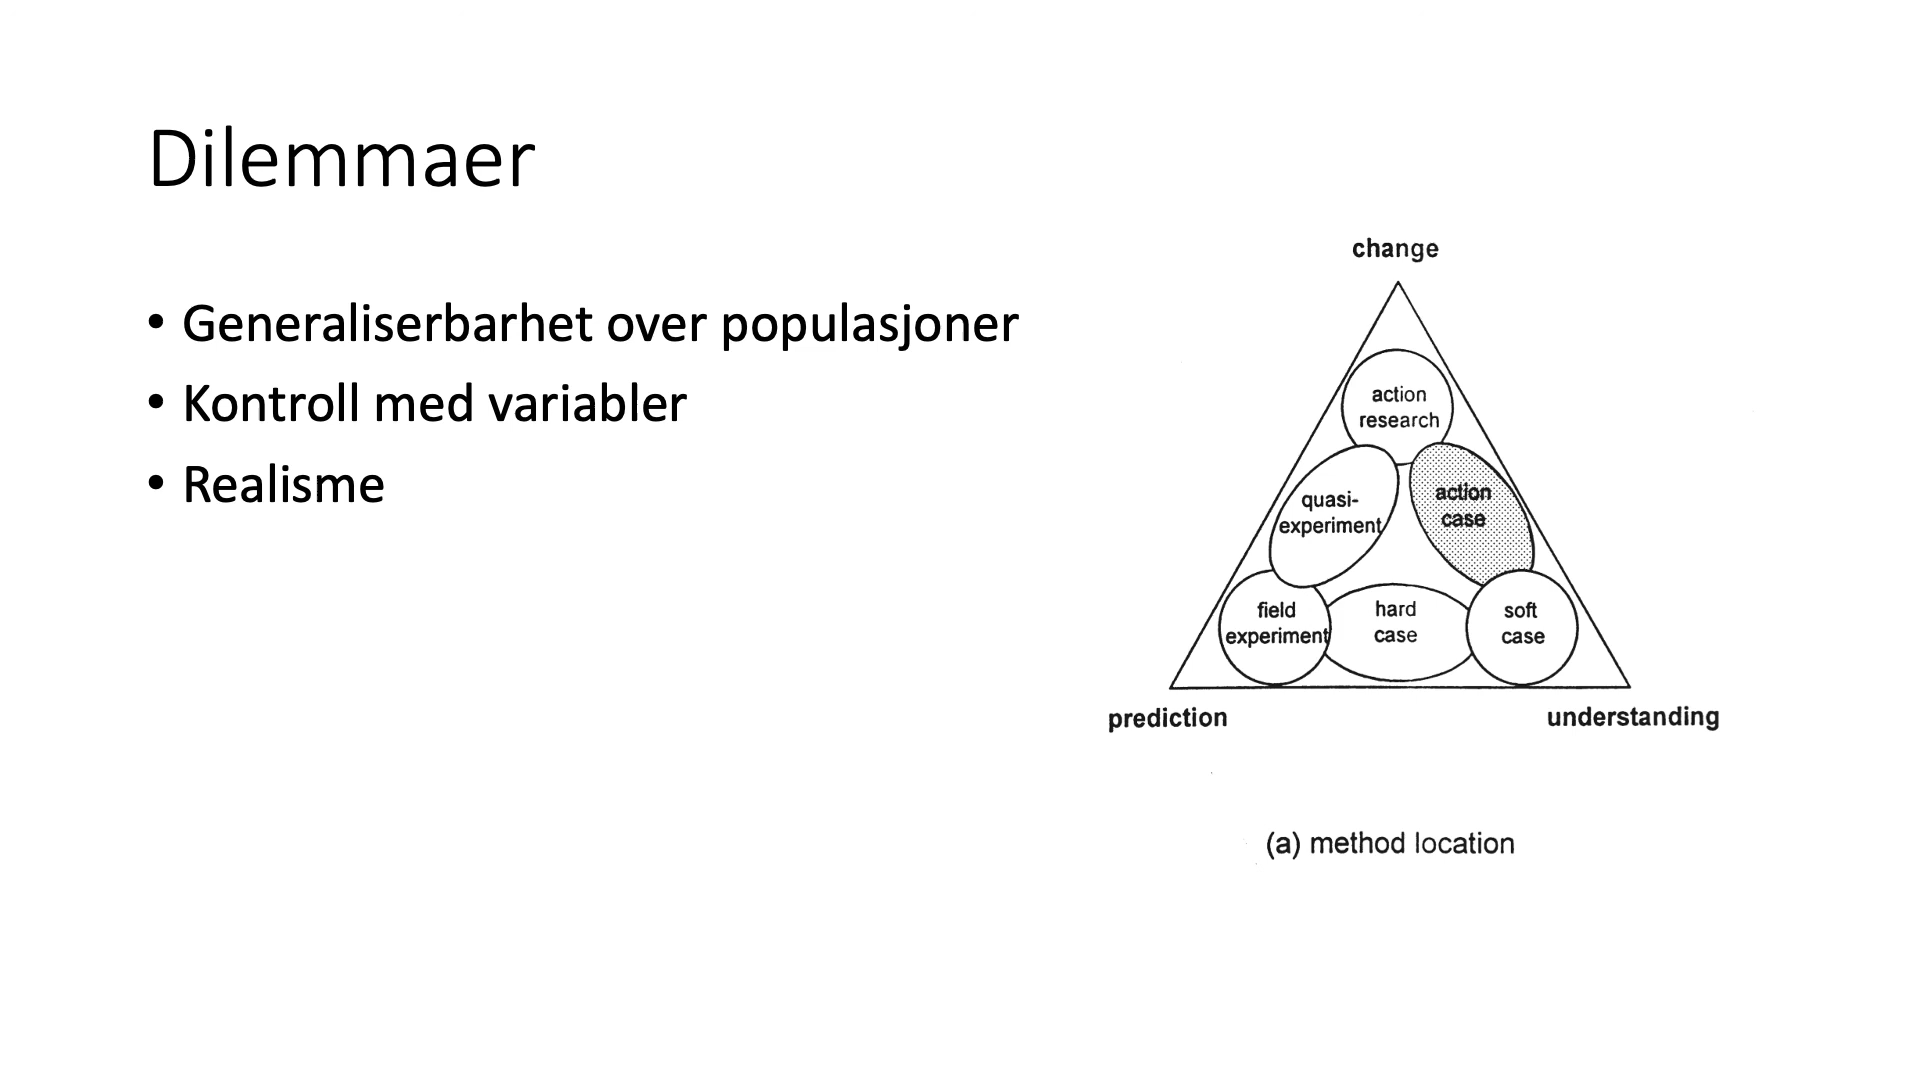 Dilemmaer
• Generaliserbarhet over populasjoner
• Kontroll med variabler
• Realisme
change
action
research
quasi-
experiment
action
case
field
experiment
hard
case
soft
case
prediction
understanding
(a) method location